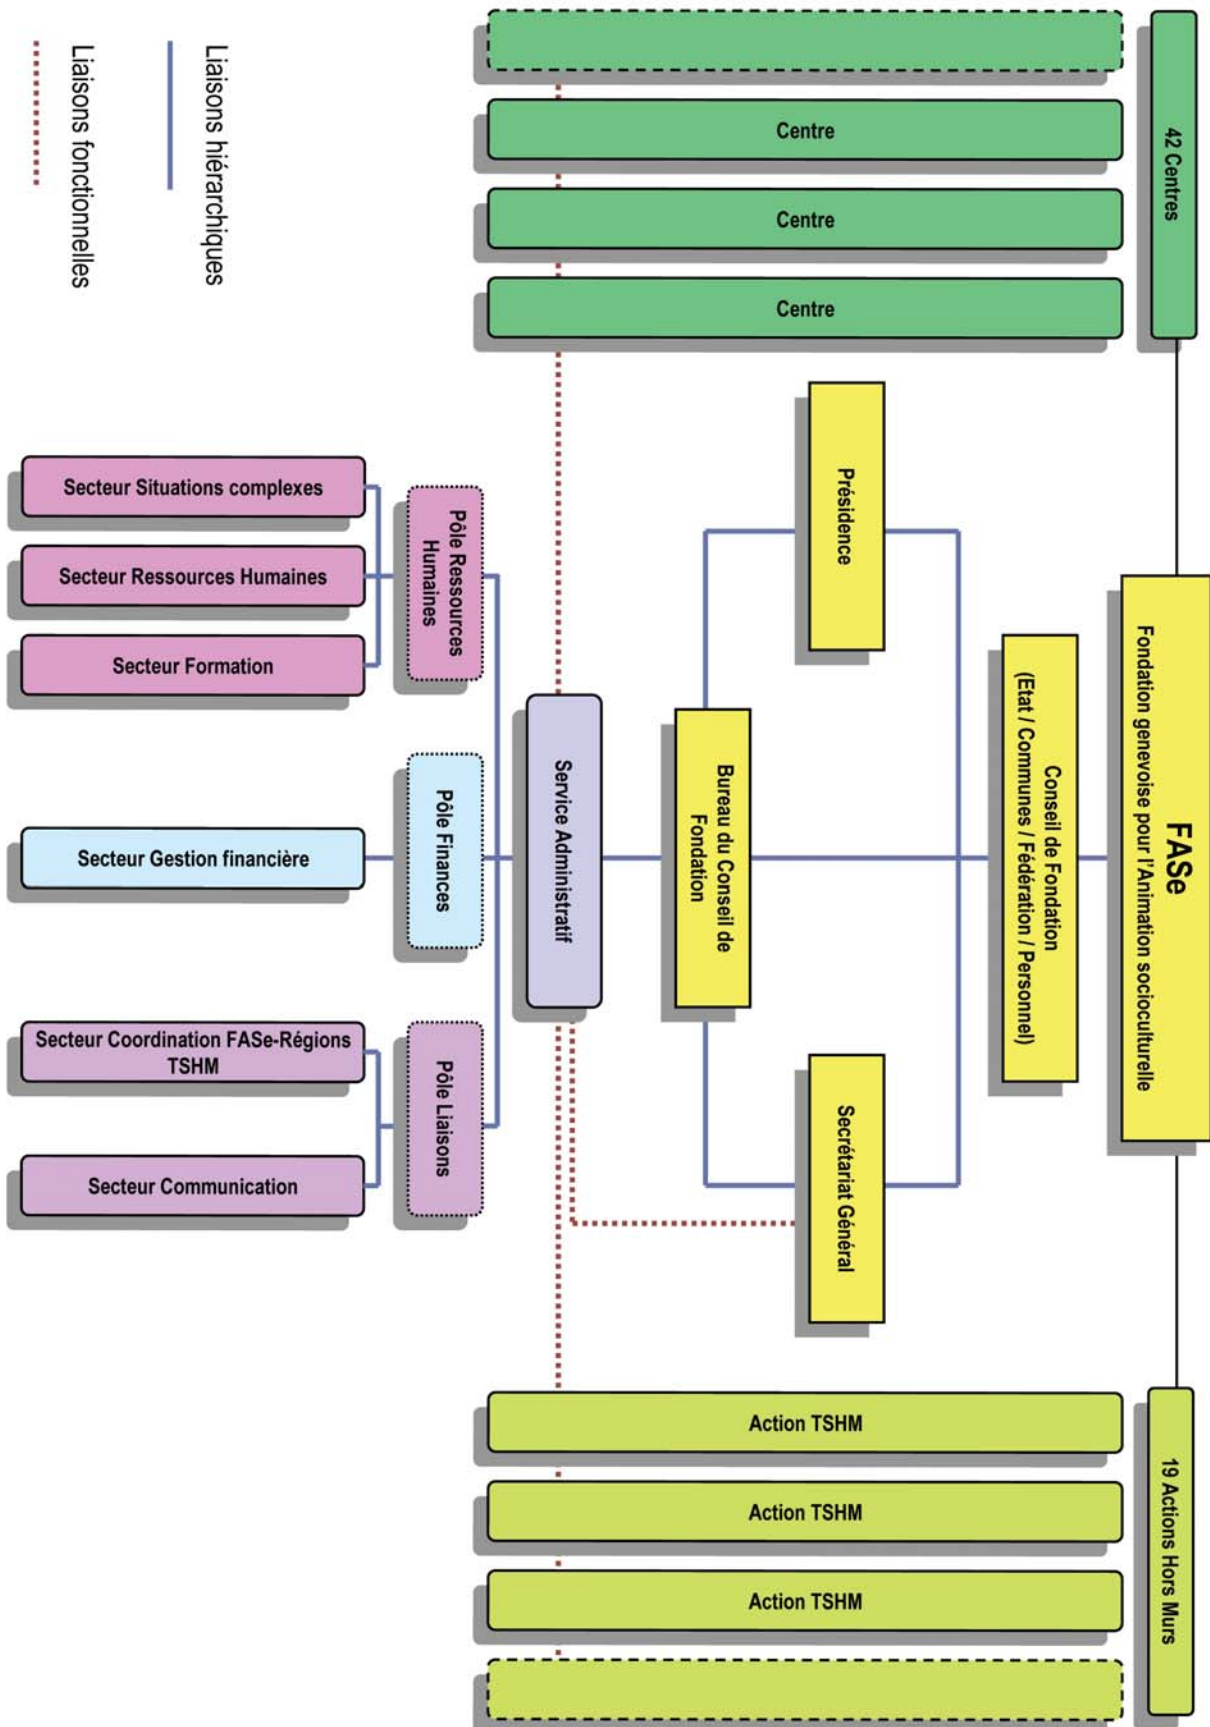 FASe
Fondation genevoise pour l'Animation socioculturelle
42 Centres
19 Actions Hors Murs
Conseil de Fondation
(Etat / Communes / Fédération / Personnel)
Présidence
Secrétariat Général
Bureau du Conseil de
Fondation
Service Administratif
Centre
Centre
Centre
Action TSHM
Action TSHM
Action TSHM
Pôle Ressources
Humaines
Pôle Finances
Pôle Liaisons
Secteur Situations complexes
Secteur Ressources Humaines
Secteur Formation
Secteur Gestion financière
Secteur Coordination FASe-Régions
TSHM
Secteur Communication
Liaisons hiérarchiques
Liaisons fonctionnelles